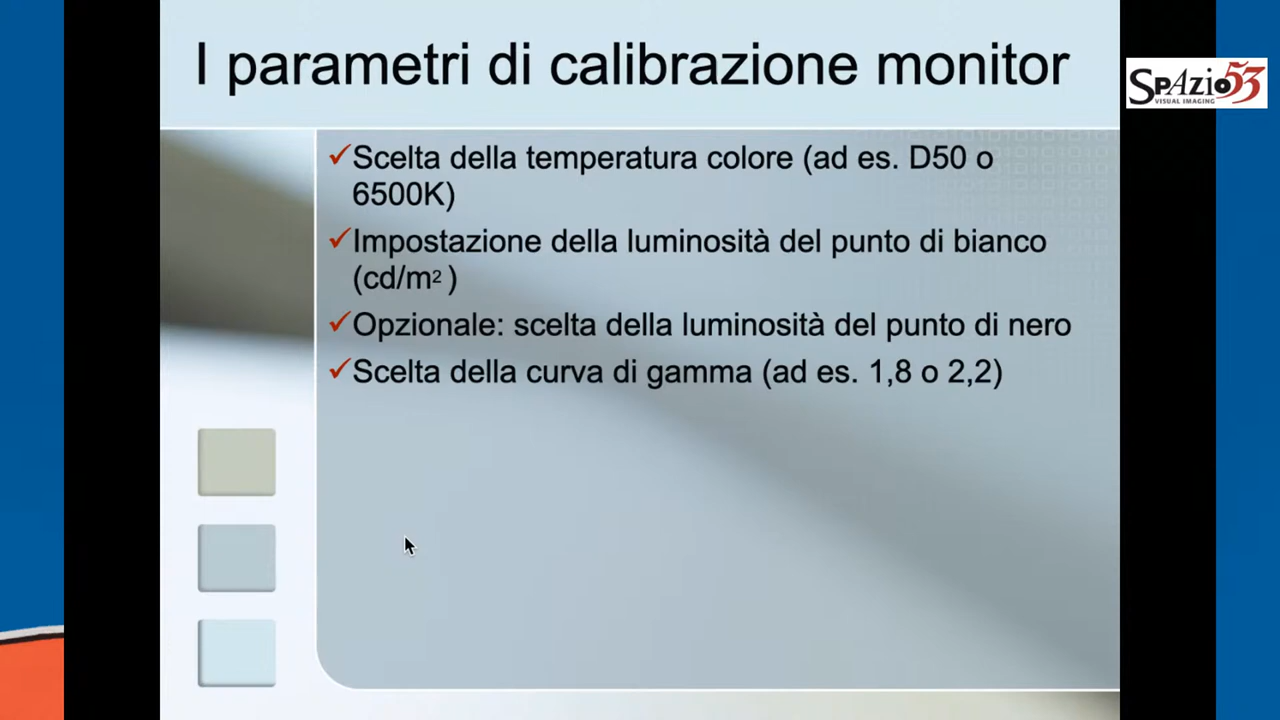 I parametri di calibrazione monitor
SPAZIO53
VISUAL IMAGING
✓Scelta della temperatura colore (ad es. D50 o
6500K)
✓Impostazione della luminosità del punto di bianco
(cd/m2 )
✓Opzionale: scelta della luminosità del punto di nero
✓Scelta della curva di gamma (ad es. 1,8 o 2,2)